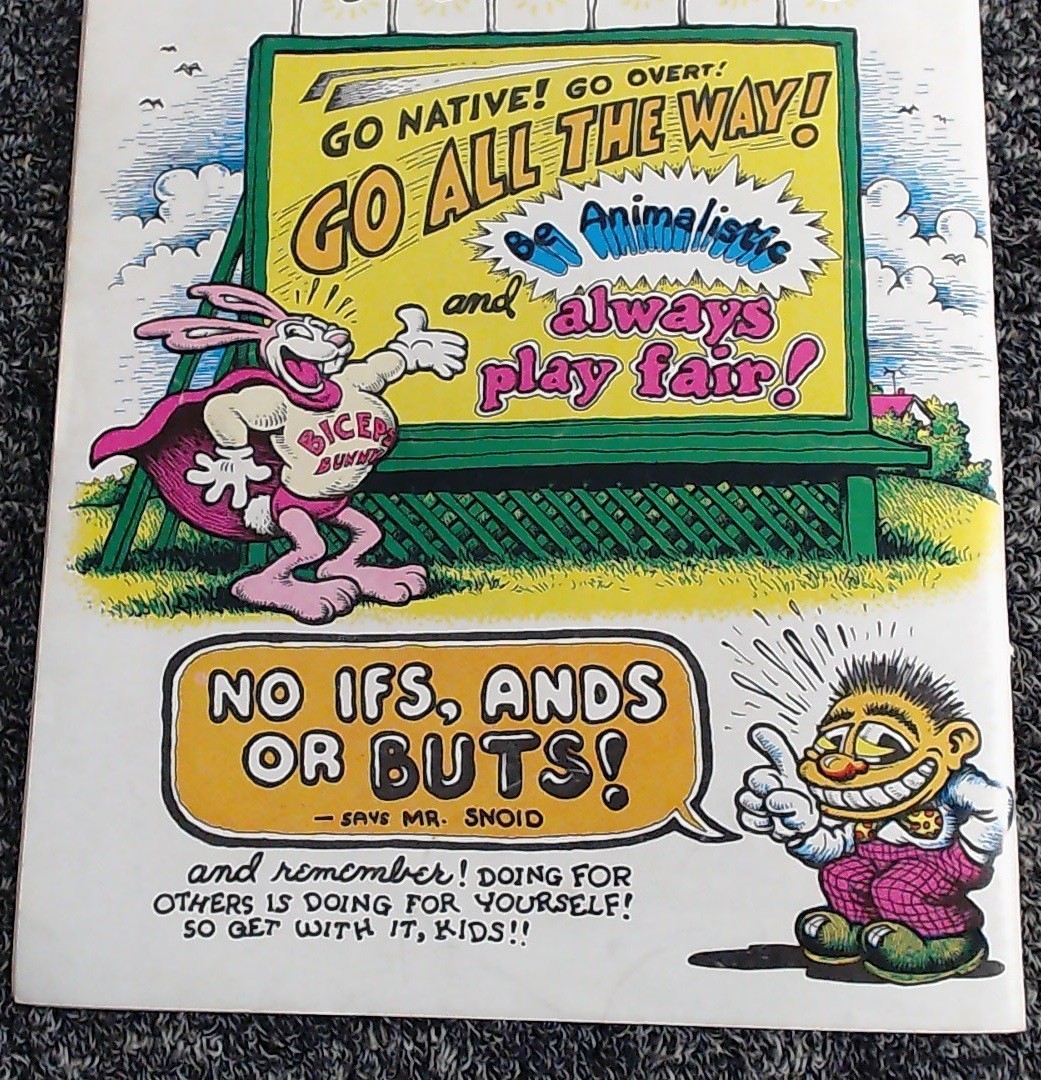 GO NATIVE! GO OVERT!
GO ALL THE WAY!
Be Animalistic
and always
play fair!
BICEPS
BUNNY
NO IFS, ANDS
OR BUTS!
— SAYS MR. SNOID
and remember! DOING FOR
OTHERS IS DOING FOR YOURSELF!
SO GET WITH IT, KIDS!!